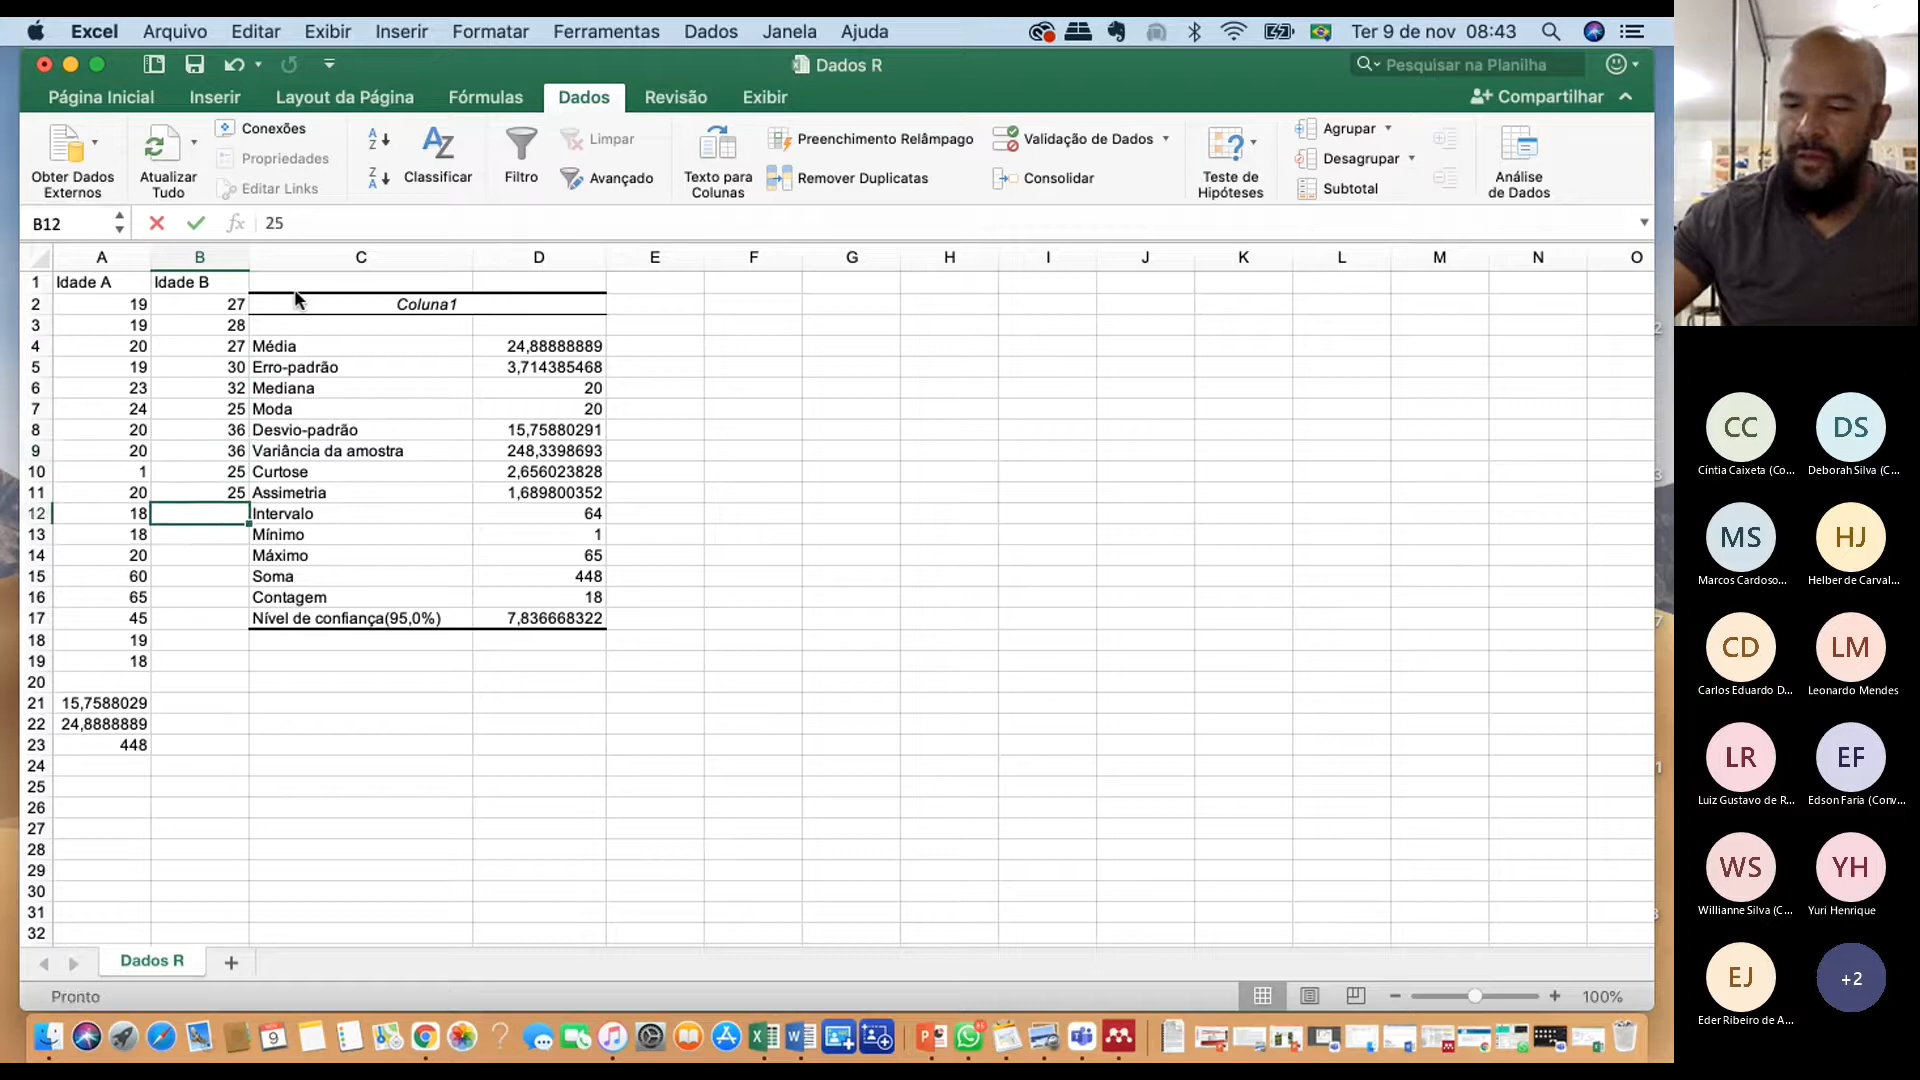 Excel Arquivo Editar Exibir Inserir Formatar Ferramentas Dados Janela Ajuda Ter 9 de nov 08:43
Dados R
Pesquisar na Planilha
Página Inicial Inserir Layout da Página Fórmulas Dados Revisão Exibir Compartilhar
Obter Dados Externos
Atualizar Tudo
Conexões
Propriedades
Editar Links
Classificar
Filtro
Limpar
Avançado
Texto para Colunas
Preenchimento Relâmpago
Remover Duplicatas
Validação de Dados
Consolidar
Teste de Hipóteses
Agrupar
Desagrupar
Subtotal
Análise de Dados
B12 fx 25
A B C D E F G H I J K L M N O
1 Idade A Idade B
2 19 27 Coluna1
3 19 28
4 20 27 Média 24,88888889
5 19 30 Erro-padrão 3,714385468
6 23 32 Mediana 20
7 24 25 Moda 20
8 20 36 Desvio-padrão 15,75880291
9 20 36 Variância da amostra 248,3398693
10 1 25 Curtose 2,656023828
11 20 25 Assimetria 1,689800352
12 18 Intervalo 64
13 18 Mínimo 1
14 20 Máximo 65
15 60 Soma 448
16 65 Contagem 18
17 45 Nível de confiança(95,0%) 7,836668322
18 19
19 18
20
21 15,7588029
22 24,8888889
23 448
24
25
26
27
28
29
30
31
32
Dados R +
Pronto 100%
CC DS
Cíntia Caixeta (Co... Deborah Silva (C...
MS HJ
Marcos Cardoso... Helber de Carval...
CD LM
Carlos Eduardo D... Leonardo Mendes
LR EF
Luiz Gustavo de R... Edson Faria (Conv...
WS YH
Willianne Silva (C... Yuri Henrique
EJ +2
Eder Ribeiro de A...